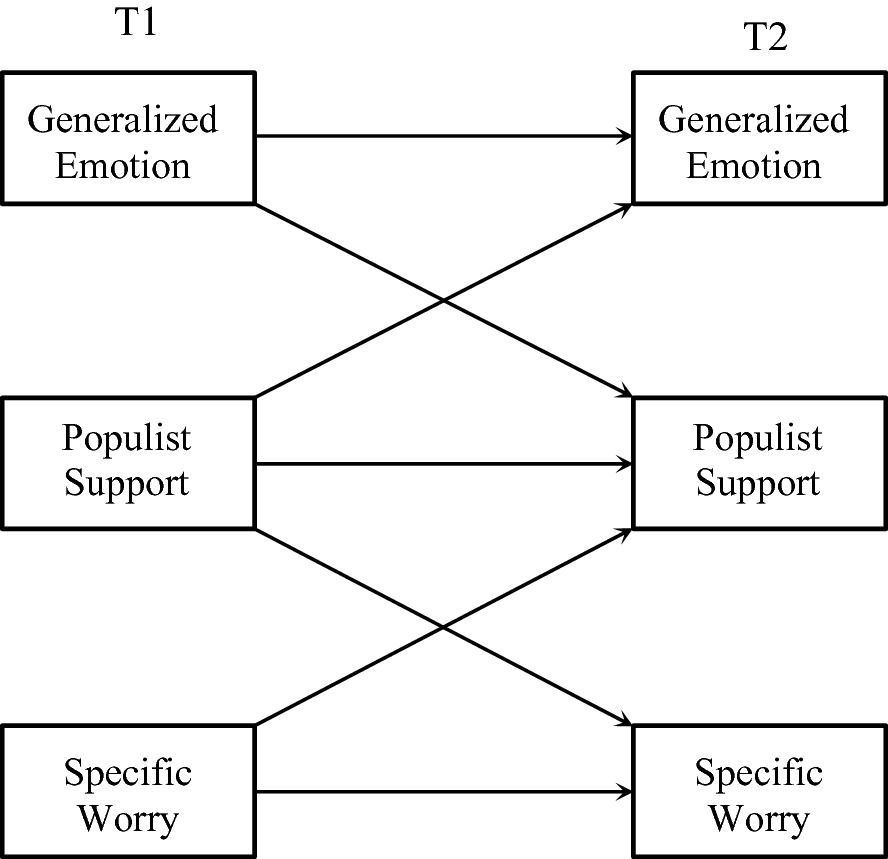 T1
T2
Generalized
Emotion
Generalized
Emotion
Populist
Support
Populist
Support
Specific
Worry
Specific
Worry